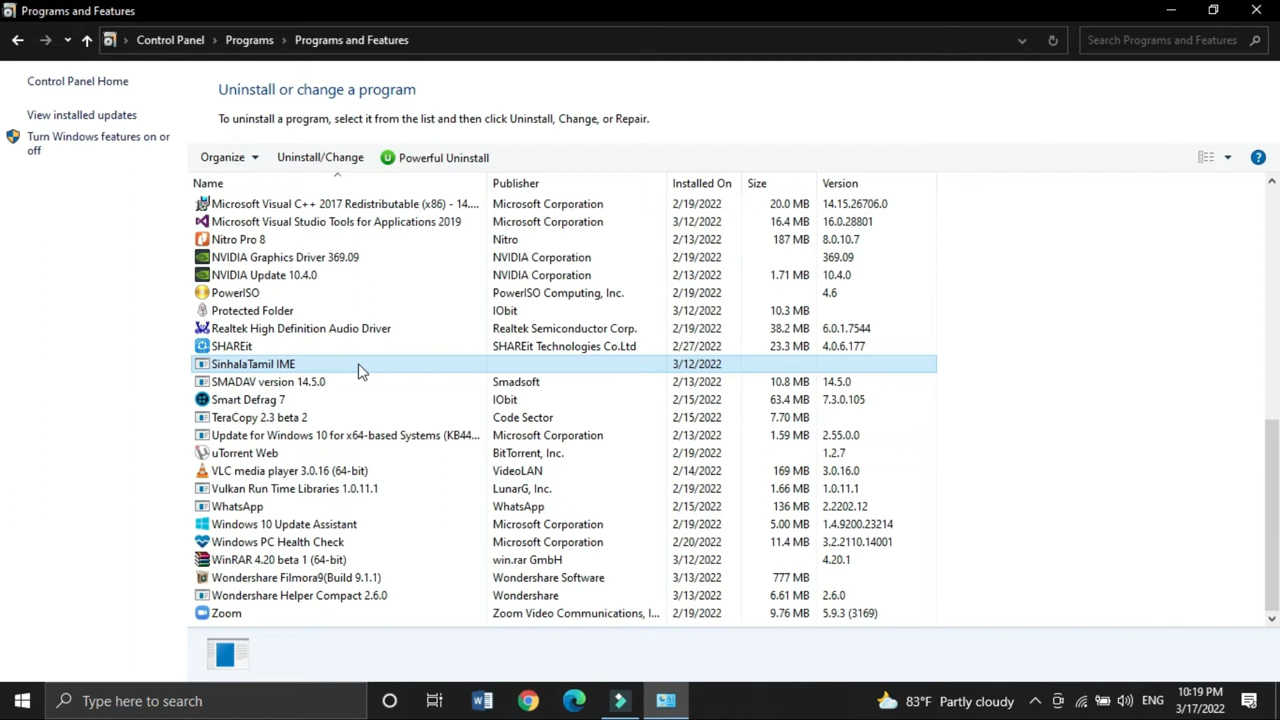 Programs and Features
Control Panel > Programs > Programs and Features
Search Programs and Features
Control Panel Home
View installed updates
Turn Windows features on or
off
Uninstall or change a program
To uninstall a program, select it from the list and then click Uninstall, Change, or Repair.
Organize Uninstall/Change Powerful Uninstall
Name Publisher Installed On Size Version
Microsoft Visual C++ 2017 Redistributable (x86) - 14.... Microsoft Corporation 2/19/2022 20.0 MB 14.15.26706.0
Microsoft Visual Studio Tools for Applications 2019 Microsoft Corporation 3/12/2022 16.4 MB 16.0.28801
Nitro Pro 8 Nitro 2/13/2022 187 MB 8.0.10.7
NVIDIA Graphics Driver 369.09 NVIDIA Corporation 2/19/2022 369.09
NVIDIA Update 10.4.0 NVIDIA Corporation 2/13/2022 1.71 MB 10.4.0
PowerISO PowerISO Computing, Inc. 2/19/2022 4.6
Protected Folder IObit 3/12/2022 10.3 MB
Realtek High Definition Audio Driver Realtek Semiconductor Corp. 2/19/2022 38.2 MB 6.0.1.7544
SHAREit SHAREit Technologies Co.Ltd 2/27/2022 23.3 MB 4.0.6.177
SinhalaTamil IME 3/12/2022
SMADAV version 14.5.0 Smadsoft 2/13/2022 10.8 MB 14.5.0
Smart Defrag 7 IObit 2/15/2022 63.4 MB 7.3.0.105
TeraCopy 2.3 beta 2 Code Sector 2/15/2022 7.70 MB
Update for Windows 10 for x64-based Systems (KB44... Microsoft Corporation 2/13/2022 1.59 MB 2.55.0.0
uTorrent Web BitTorrent, Inc. 2/19/2022 1.2.7
VLC media player 3.0.16 (64-bit) VideoLAN 2/14/2022 169 MB 3.0.16.0
Vulkan Run Time Libraries 1.0.11.1 LunarG, Inc. 2/19/2022 1.66 MB 1.0.11.1
WhatsApp WhatsApp 2/15/2022 136 MB 2.2202.12
Windows 10 Update Assistant Microsoft Corporation 2/19/2022 5.00 MB 1.4.9200.23214
Windows PC Health Check Microsoft Corporation 2/20/2022 11.4 MB 3.2.2110.14001
WinRAR 4.20 beta 1 (64-bit) win.rar GmbH 3/12/2022 4.20.1
Wondershare Filmora9(Build 9.1.1) Wondershare Software 3/13/2022 777 MB
Wondershare Helper Compact 2.6.0 Wondershare 3/13/2022 6.61 MB 2.6.0
Zoom Zoom Video Communications, I... 2/19/2022 9.76 MB 5.9.3 (3169)
Type here to search
83°F Partly cloudy
ENG
10:19 PM
3/17/2022